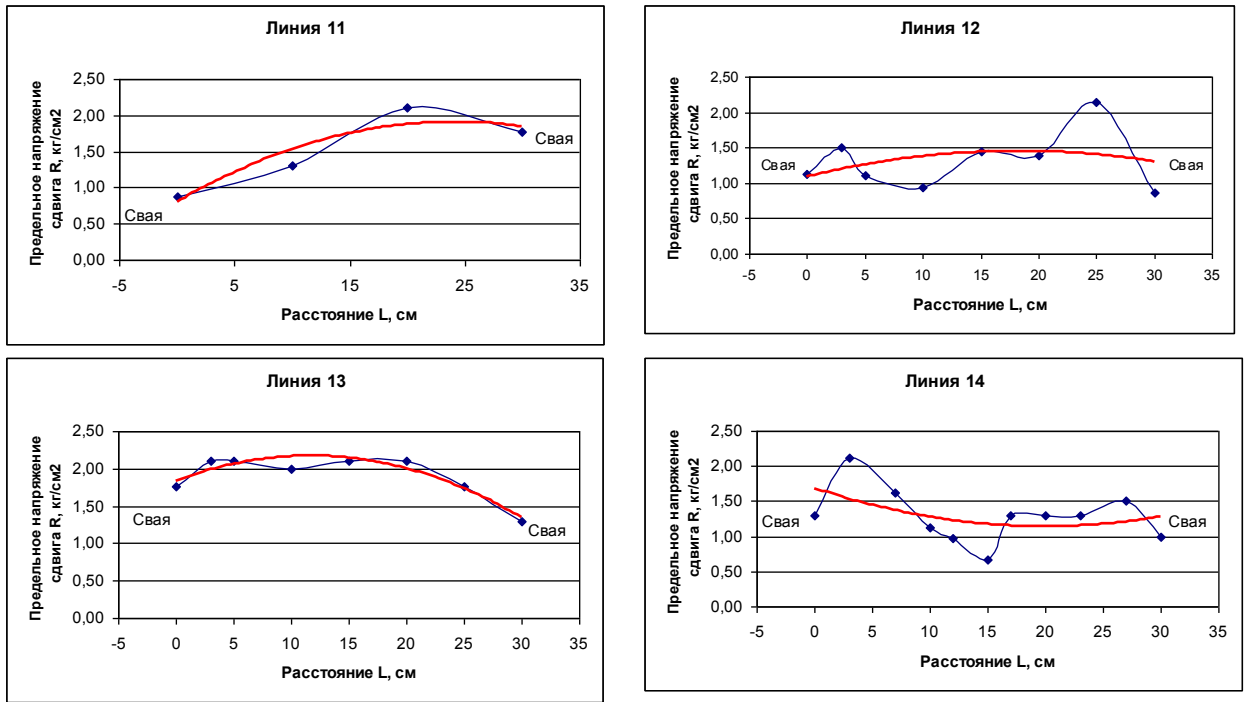 Линия 11
Предельное напряжение
сдвига R, кг/см2
2,50
2,00
1,50
1,00
0,50
0,00
Свая
Свая
-5
5
15
25
35
Расстояние L, см
Линия 12
Предельное напряжение
сдвига R, кг/см2
2,50
2,00
1,50
1,00
0,50
0,00
Свая
Свая
-5
0
5
10
15
20
25
30
35
Расстояние L, см
Линия 13
Предельное напряжение
сдвига R, кг/см2
2,50
2,00
1,50
1,00
0,50
0,00
Свая
Свая
-5
0
5
10
15
20
25
30
35
Расстояние L, см
Линия 14
Предельное напряжение
сдвига R, кг/см2
2,50
2,00
1,50
1,00
0,50
0,00
Свая
Свая
-5
0
5
10
15
20
25
30
35
Расстояние L, см